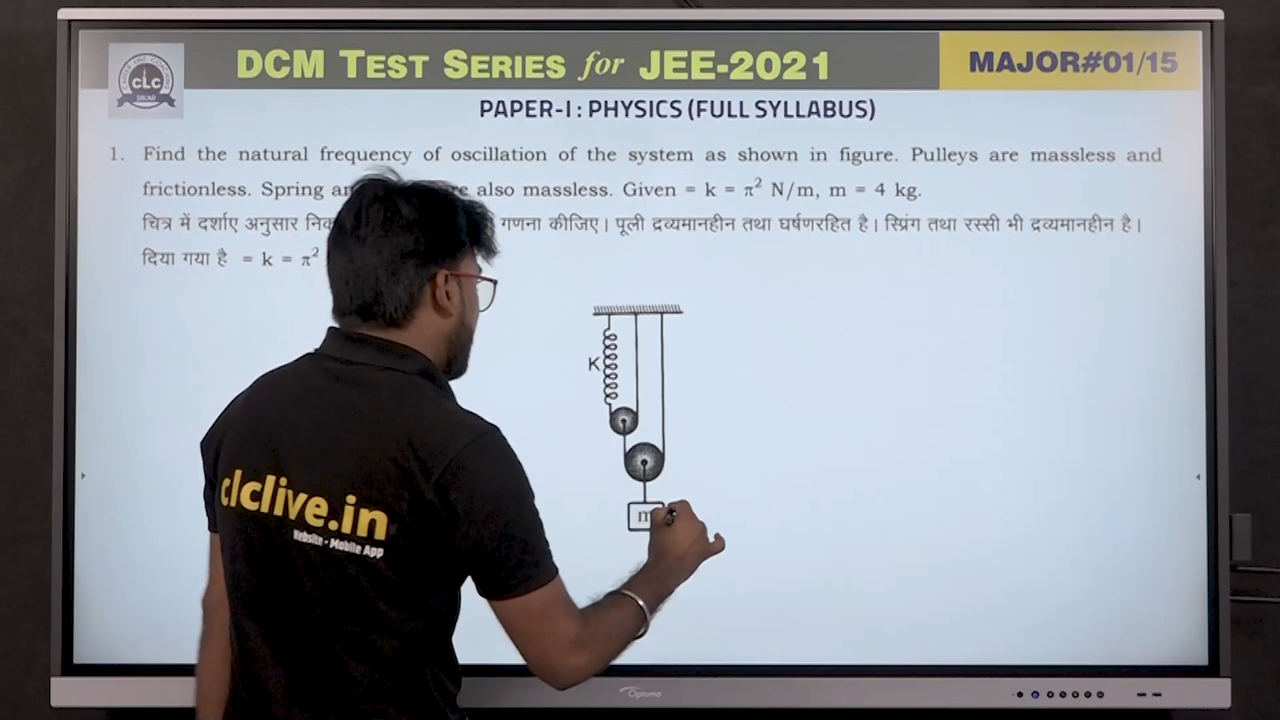 DCM TEST SERIES for JEE-2021
MAJOR#01/15
CLC
SIKAR
PAPER-I : PHYSICS (FULL SYLLABUS)
1. Find the natural frequency of oscillation of the system as shown in figure. Pulleys are massless and
frictionless. Spring are also massless. Given = k = π² N/m, m = 4 kg.
चित्र में दर्शाए अनुसार गणना कीजिए। पूली द्रव्यमानहीन तथा घर्षणरहित है। स्प्रिंग तथा रस्सी भी द्रव्यमानहीन है।
दिया गया है = k = π²
K
m
clclive.in
Website - Mobile App
Optoma